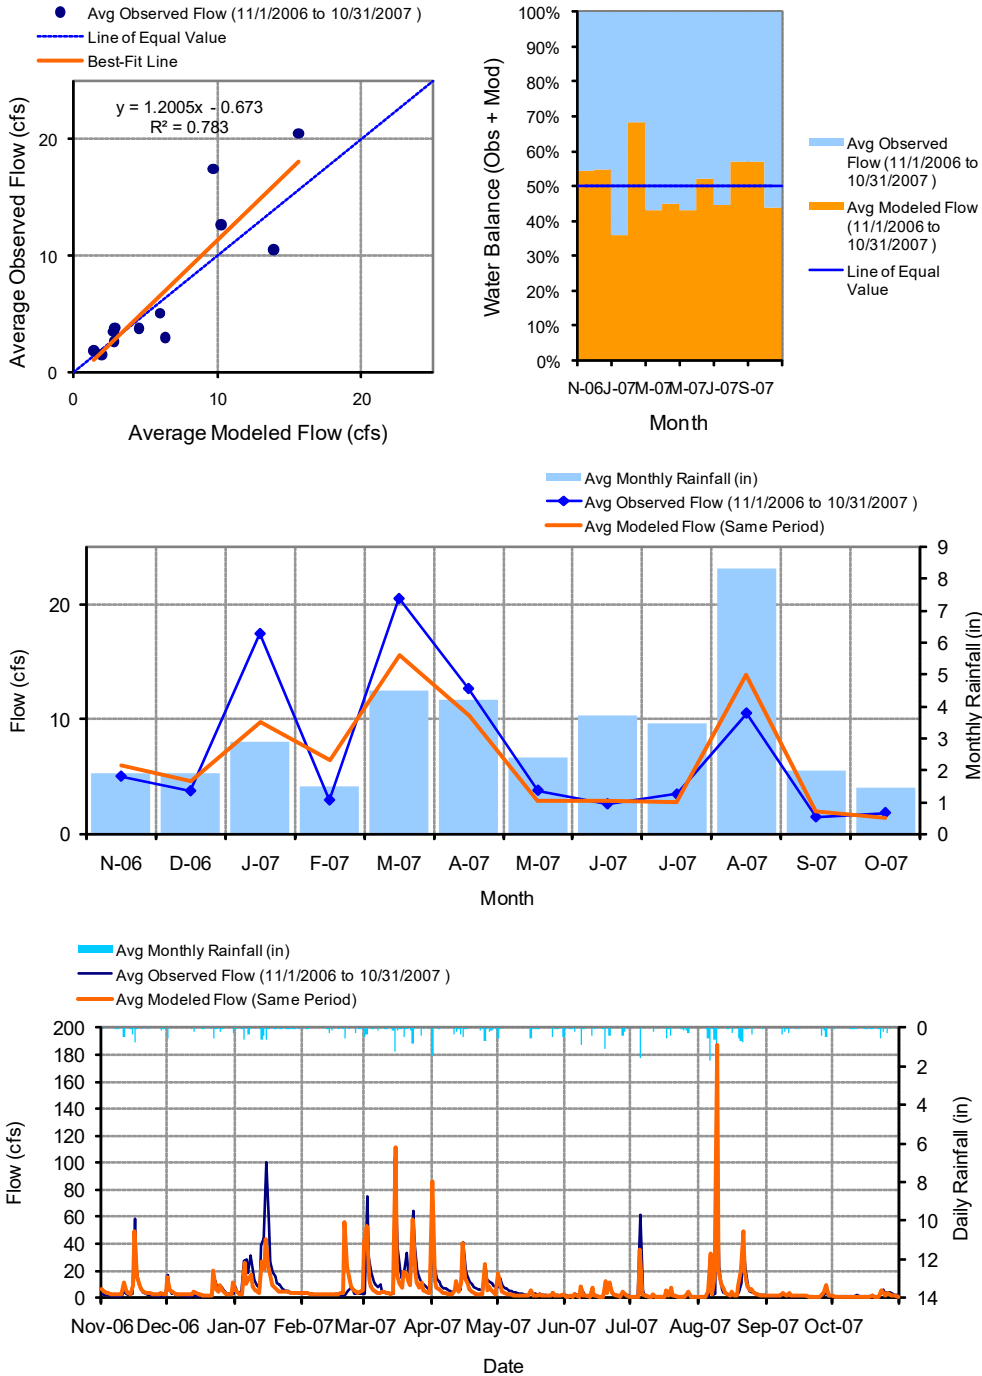 Avg Observed Flow (11/1/2006 to 10/31/2007 )
Line of Equal Value
Best-Fit Line
y = 1.2005x - 0.673
R² = 0.783
Average Observed Flow (cfs)
20
10
0
0 10 20
Average Modeled Flow (cfs)
100%
90%
80%
70%
60%
50%
40%
30%
20%
10%
0%
Water Balance (Obs + Mod)
N-06 J-07 M-07 M-07 J-07 S-07
Month
Avg Observed
Flow (11/1/2006 to
10/31/2007 )
Avg Modeled Flow
(11/1/2006 to
10/31/2007 )
Line of Equal
Value
Avg Monthly Rainfall (in)
Avg Observed Flow (11/1/2006 to 10/31/2007 )
Avg Modeled Flow (Same Period)
Flow (cfs)
20
10
0
9
8
7
6
5
4
3
2
1
0
Monthly Rainfall (in)
N-06 D-06 J-07 F-07 M-07 A-07 M-07 J-07 J-07 A-07 S-07 O-07
Month
Avg Monthly Rainfall (in)
Avg Observed Flow (11/1/2006 to 10/31/2007 )
Avg Modeled Flow (Same Period)
Flow (cfs)
200
180
160
140
120
100
80
60
40
20
0
0
2
4
6
8
10
12
14
Daily Rainfall (in)
Nov-06 Dec-06 Jan-07 Feb-07 Mar-07 Apr-07 May-07 Jun-07 Jul-07 Aug-07 Sep-07 Oct-07
Date